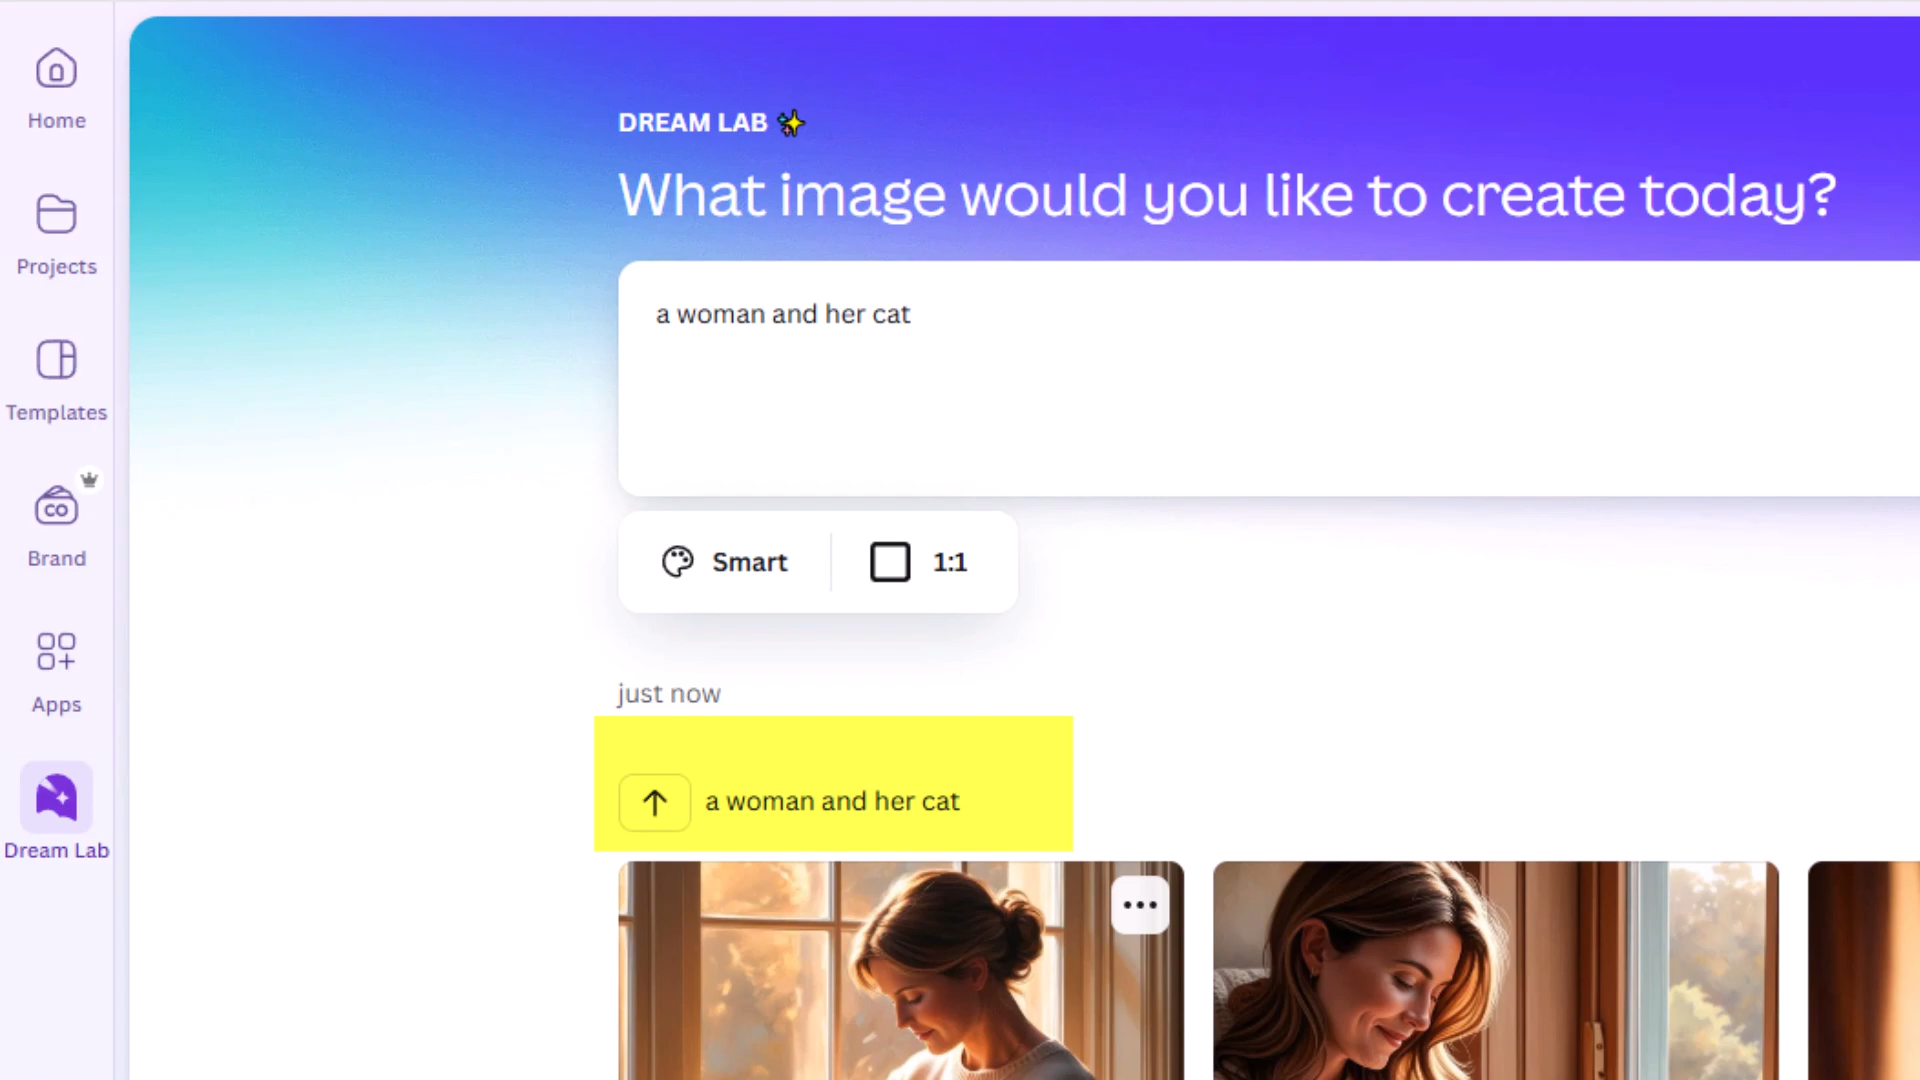 Home
Projects
Templates
CO
Brand
Apps
Dream Lab
DREAM LAB ✨
What image would you like to create today?
a woman and her cat
Smart
1:1
just now
a woman and her cat